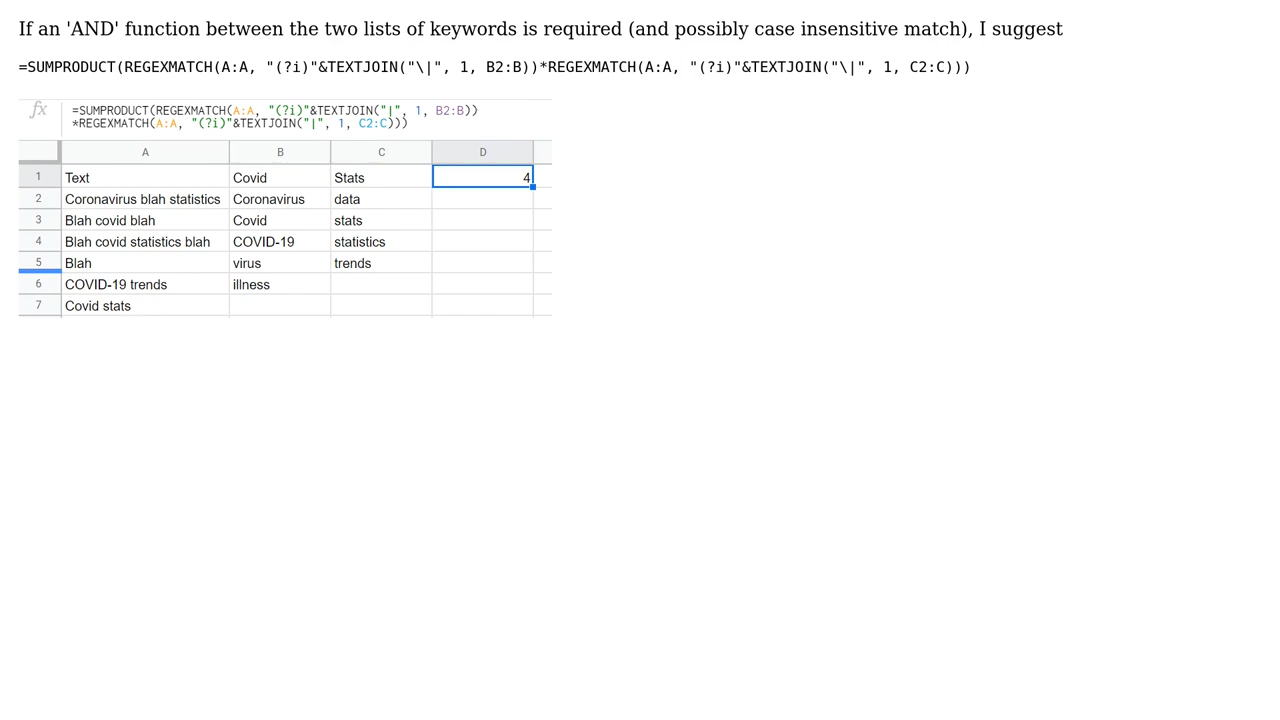 If an 'AND' function between the two lists of keywords is required (and possibly case insensitive match), I suggest
=SUMPRODUCT(REGEXMATCH(A:A, "(?i)"&TEXTJOIN("\|", 1, B2:B))*REGEXMATCH(A:A, "(?i)"&TEXTJOIN("\|", 1, C2:C)))
fx =SUMPRODUCT(REGEXMATCH(A:A, "(?i)"&TEXTJOIN("|", 1, B2:B))
*REGEXMATCH(A:A, "(?i)"&TEXTJOIN("|", 1, C2:C)))
A B C D
1 Text Covid Stats 4
2 Coronavirus blah statistics Coronavirus data
3 Blah covid blah Covid stats
4 Blah covid statistics blah COVID-19 statistics
5 Blah virus trends
6 COVID-19 trends illness
7 Covid stats